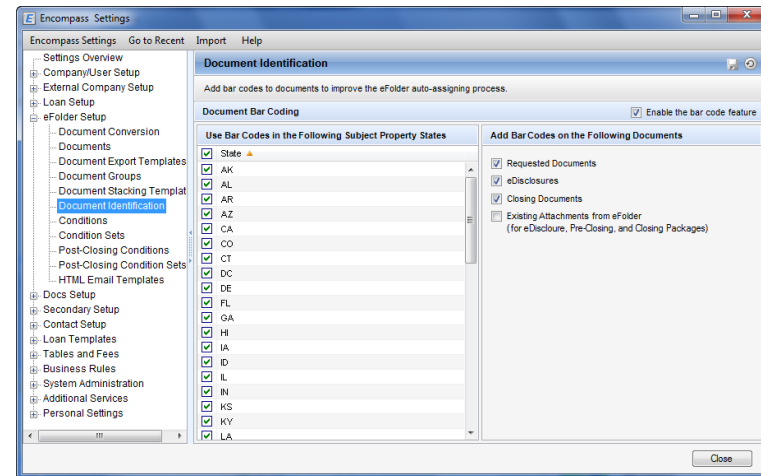 Encompass Settings
Encompass Settings Go to Recent Import Help
Settings Overview
Company/User Setup
External Company Setup
Loan Setup
eFolder Setup
Document Conversion
Documents
Document Export Templates
Document Groups
Document Stacking Templat
Document Identification
Conditions
Condition Sets
Post-Closing Conditions
Post-Closing Condition Sets
HTML Email Templates
Docs Setup
Secondary Setup
Contact Setup
Loan Templates
Tables and Fees
Business Rules
System Administration
Additional Services
Personal Settings
Document Identification
Add bar codes to documents to improve the eFolder auto-assigning process.
Document Bar Coding
Enable the bar code feature
Use Bar Codes in the Following Subject Property States
State
AK
AL
AR
AZ
CA
CO
CT
DC
DE
FL
GA
HI
IA
ID
IL
IN
KS
KY
LA
Add Bar Codes on the Following Documents
Requested Documents
eDisclosures
Closing Documents
Existing Attachments from eFolder
(for eDiscloure, Pre-Closing, and Closing Packages)
Close